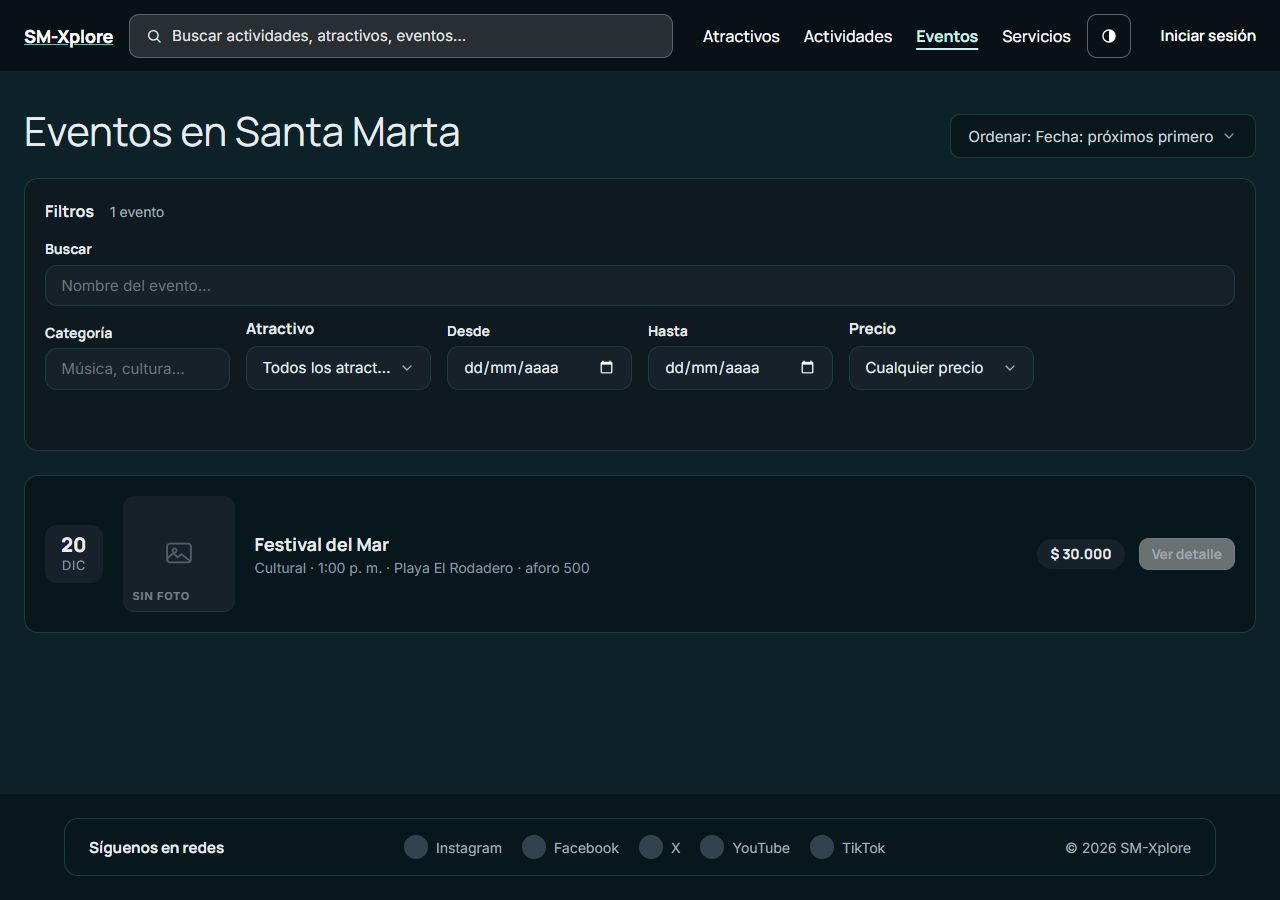 SM-Xplore
Buscar actividades, atractivos, eventos...
Atractivos
Actividades
Eventos
Servicios
Iniciar sesión
Eventos en Santa Marta
Ordenar: Fecha: próximos primero
Filtros
1 evento
Buscar
Nombre del evento...
Categoría
Atractivo
Desde
Hasta
Precio
Música, cultura...
Todos los atract...
dd/mm/aaaa
dd/mm/aaaa
Cualquier precio
20
DIC
SIN FOTO
Festival del Mar
Cultural · 1:00 p. m. · Playa El Rodadero · aforo 500
$ 30.000
Ver detalle
Síguenos en redes
Instagram
Facebook
X
YouTube
TikTok
© 2026 SM-Xplore